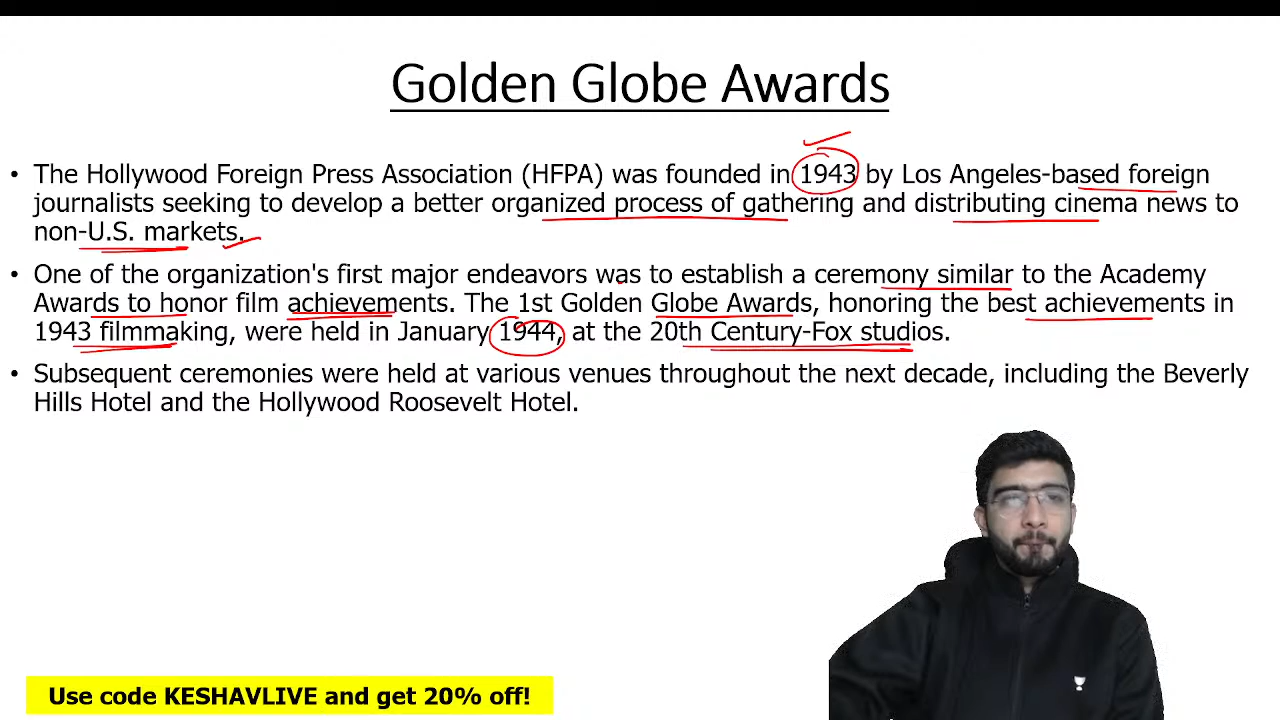 Golden Globe Awards
• The Hollywood Foreign Press Association (HFPA) was founded in 1943 by Los Angeles-based foreign
journalists seeking to develop a better organized process of gathering and distributing cinema news to
non-U.S. markets.
• One of the organization's first major endeavors was to establish a ceremony similar to the Academy
Awards to honor film achievements. The 1st Golden Globe Awards, honoring the best achievements in
1943 filmmaking, were held in January 1944, at the 20th Century-Fox studios.
• Subsequent ceremonies were held at various venues throughout the next decade, including the Beverly
Hills Hotel and the Hollywood Roosevelt Hotel.
Use code KESHAVLIVE and get 20% off!